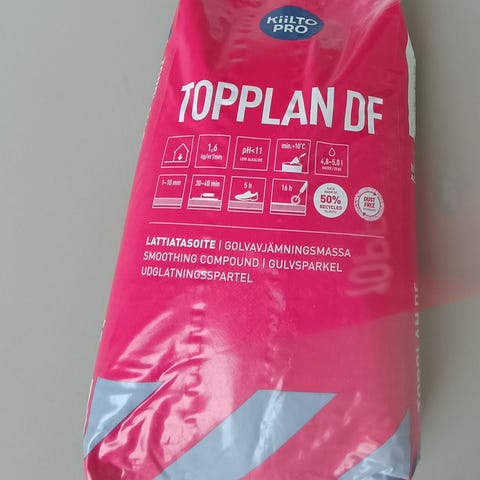 KiiLTO
PRO
TOPPLAN DF
1,6
kg/m²/mm
pH<11
LOW ALKALINE
min.+10°C
4,8-5,0 l
1-10 mm
30-40 min
5 h
16 h
50%
RECYCLED
PLASTIC
DUST
FREE
LATTIATASOITE | GOLVAVJÄMNINGSMASSA
SMOOTHING COMPOUND | GULVSPARKEL
UDGLATNINGSSPARTEL
TOPPLAN DF